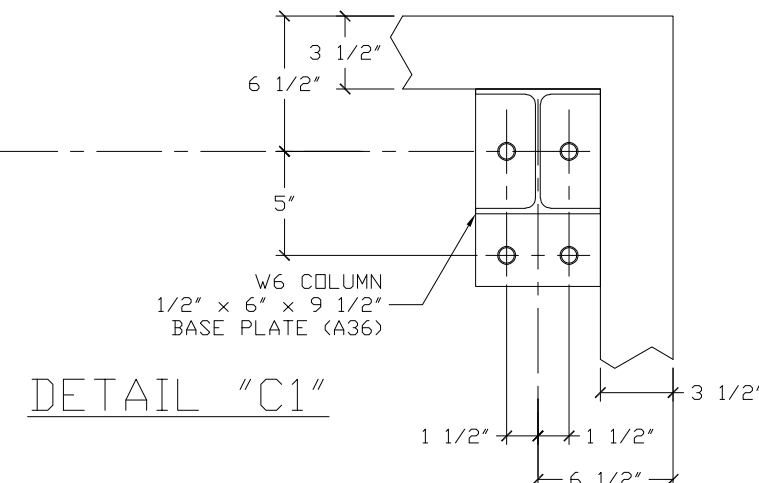 3 1/2"
6 1/2"
5"
W6 COLUMN
1/2" x 6" x 9 1/2"
BASE PLATE (A36)
DETAIL "C1"
3 1/2"
1 1/2"
1 1/2"
6 1/2"